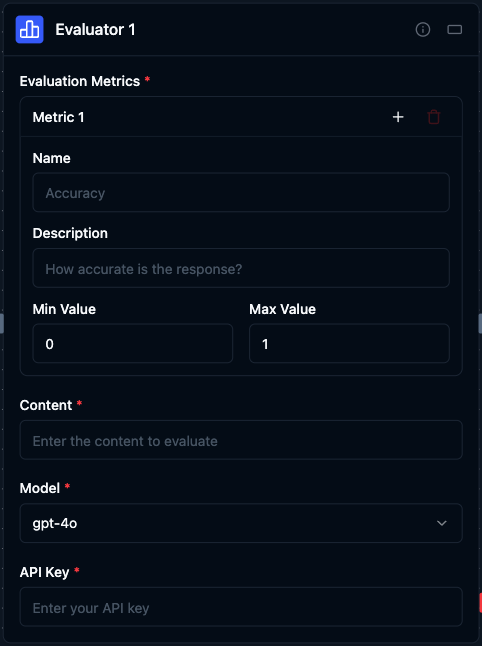 Evaluator 1
Evaluation Metrics *
Metric 1
Name
Accuracy
Description
How accurate is the response?
Min Value Max Value
0 1
Content *
Enter the content to evaluate
Model *
gpt-4o
API Key *
Enter your API key